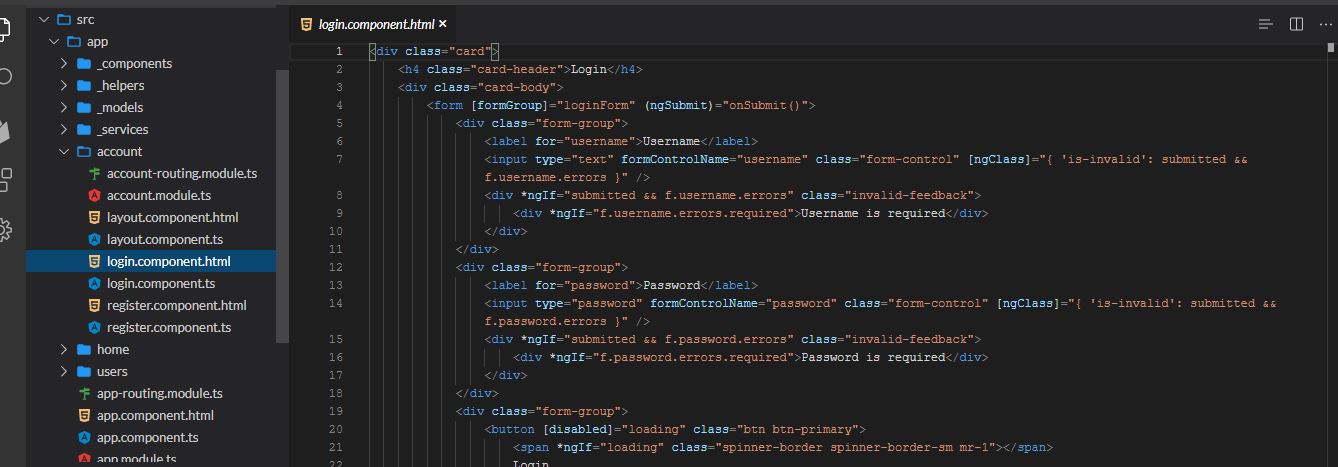 src
app
_components
_helpers
_models
_services
account
account-routing.module.ts
account.module.ts
layout.component.html
layout.component.ts
login.component.html
login.component.ts
register.component.html
register.component.ts
home
users
app-routing.module.ts
app.component.html
app.component.ts
app.module.ts
login.component.html ×
1 <div class="card">
2 <h4 class="card-header">Login</h4>
3 <div class="card-body">
4 <form [formGroup]="loginForm" (ngSubmit)="onSubmit()">
5 <div class="form-group">
6 <label for="username">Username</label>
7 <input type="text" formControlName="username" class="form-control" [ngClass]="{ 'is-invalid': submitted &&
f.username.errors }" />
8 <div *ngIf="submitted && f.username.errors" class="invalid-feedback">
9 <div *ngIf="f.username.errors.required">Username is required</div>
10 </div>
11 </div>
12 <div class="form-group">
13 <label for="password">Password</label>
14 <input type="password" formControlName="password" class="form-control" [ngClass]="{ 'is-invalid': submitted &&
f.password.errors }" />
15 <div *ngIf="submitted && f.password.errors" class="invalid-feedback">
16 <div *ngIf="f.password.errors.required">Password is required</div>
17 </div>
18 </div>
19 <div class="form-group">
20 <button [disabled]="loading" class="btn btn-primary">
21 <span *ngIf="loading" class="spinner-border spinner-border-sm mr-1"></span>
22 Login